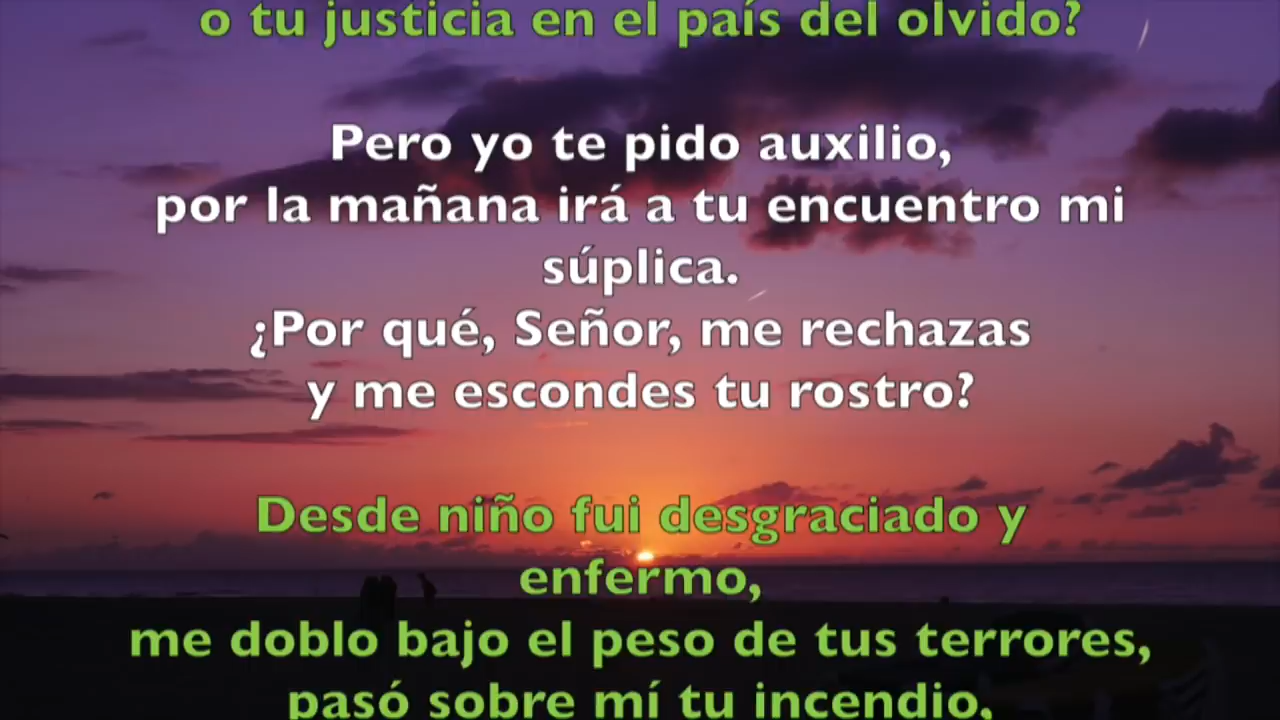 o tu justicia en el país del olvido?
Pero yo te pido auxilio,
por la mañana irá a tu encuentro mi
súplica.
¿Por qué, Señor, me rechazas
y me escondes tu rostro?
Desde niño fui desgraciado y
enfermo,
me doblo bajo el peso de tus terrores,
pasó sobre mí tu incendio,